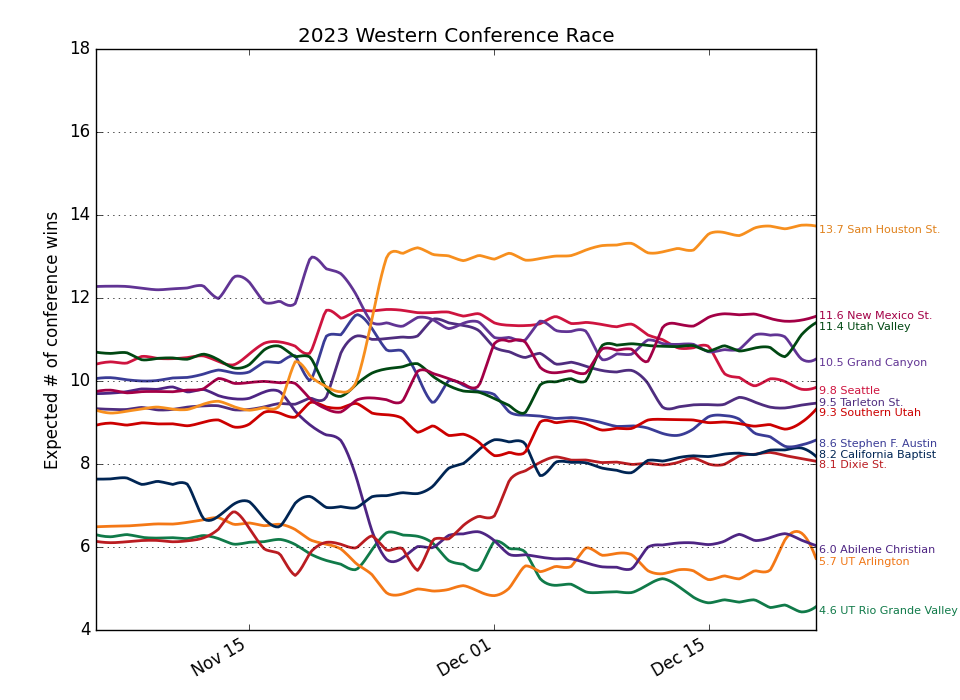 2023 Western Conference Race
Expected # of conference wins
18
16
14
12
10
8
6
4
Nov 15
Dec 01
Dec 15
13.7 Sam Houston St.
11.6 New Mexico St.
11.4 Utah Valley
10.5 Grand Canyon
9.8 Seattle
9.5 Tarleton St.
9.3 Southern Utah
8.6 Stephen F. Austin
8.2 California Baptist
8.1 Dixie St.
6.0 Abilene Christian
5.7 UT Arlington
4.6 UT Rio Grande Valley